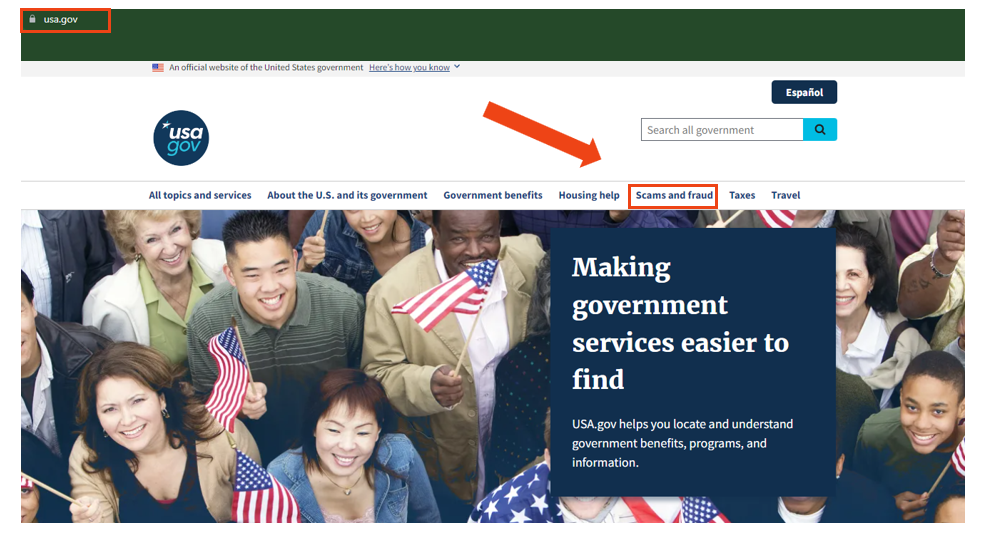 usa.gov
An official website of the United States government Here's how you know
Español
usa
gov
Search all government
All topics and services About the U.S. and its government Government benefits Housing help Scams and fraud Taxes Travel
Making
government
services easier to
find
USA.gov helps you locate and understand
government benefits, programs, and
information.